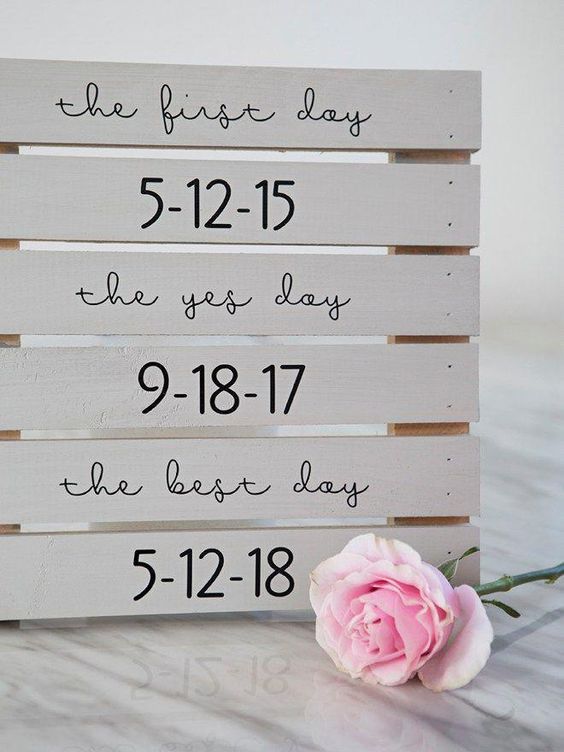 the first day
5-12-15
the yes day
9-18-17
the best day
5-12-18